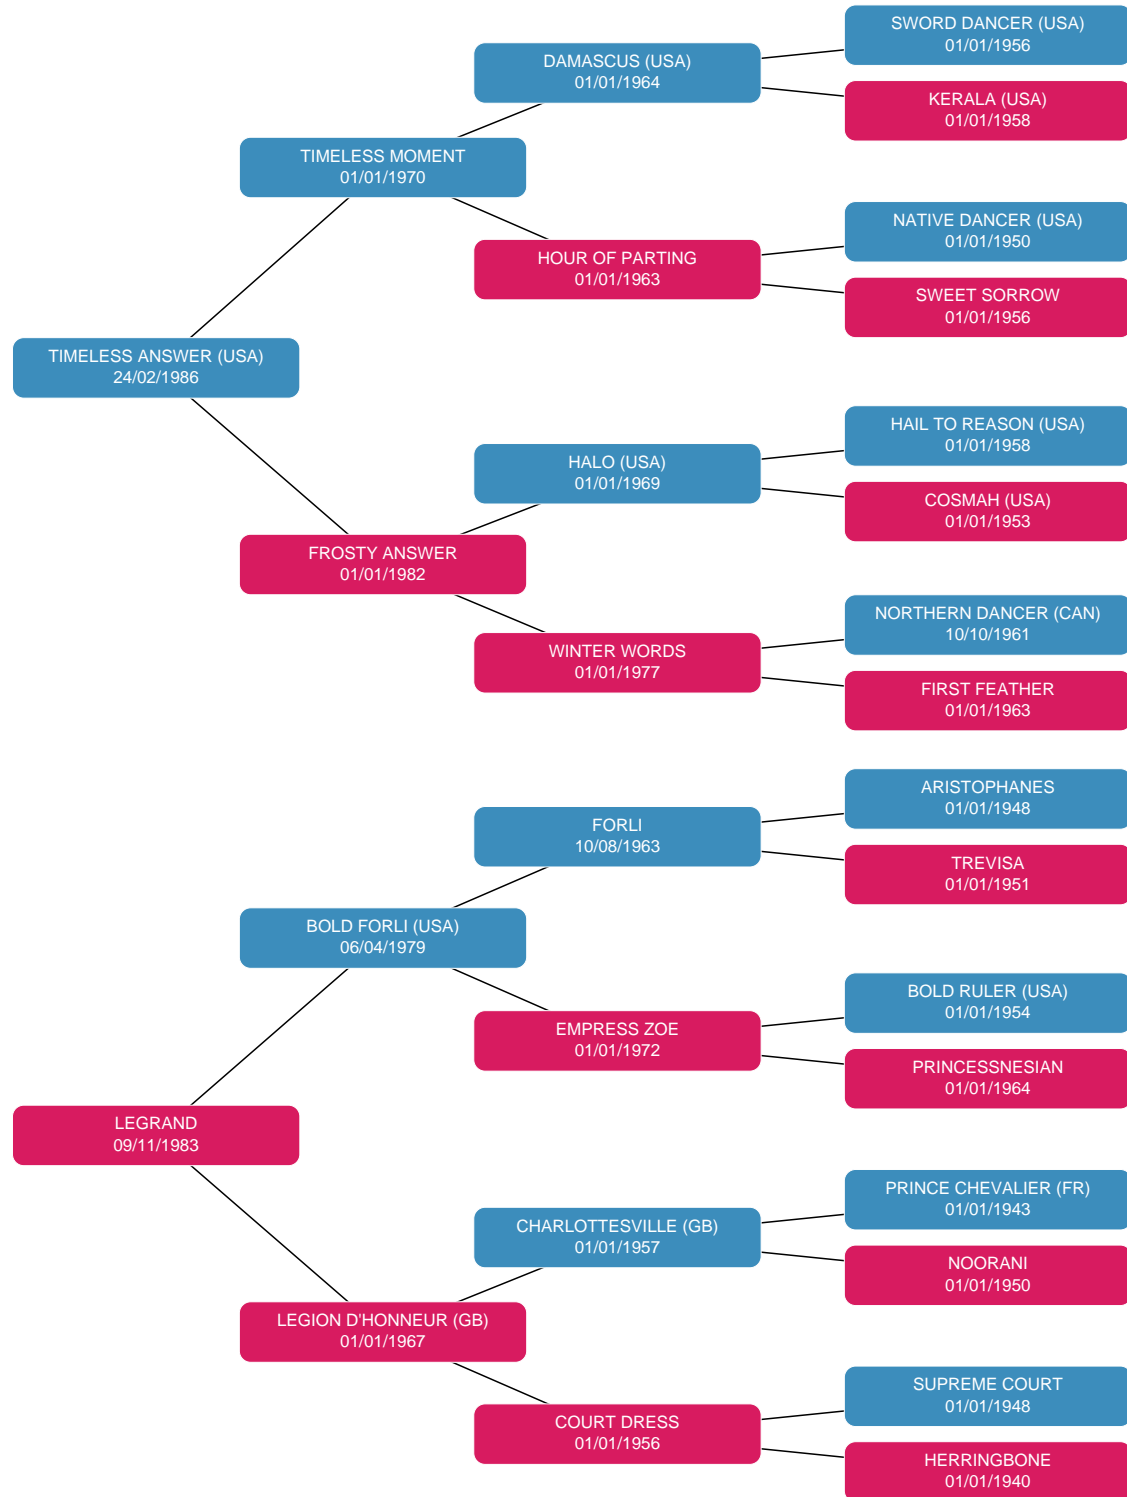 SWORD DANCER (USA)
01/01/1956
DAMASCUS (USA)
01/01/1964
KERALA (USA)
01/01/1958
TIMELESS MOMENT
01/01/1970
NATIVE DANCER (USA)
01/01/1950
HOUR OF PARTING
01/01/1963
SWEET SORROW
01/01/1956
TIMELESS ANSWER (USA)
24/02/1986
HAIL TO REASON (USA)
01/01/1958
HALO (USA)
01/01/1969
COSMAH (USA)
01/01/1953
FROSTY ANSWER
01/01/1982
NORTHERN DANCER (CAN)
10/10/1961
WINTER WORDS
01/01/1977
FIRST FEATHER
01/01/1963
ARISTOPHANES
01/01/1948
FORLI
10/08/1963
TREVISA
01/01/1951
BOLD FORLI (USA)
06/04/1979
BOLD RULER (USA)
01/01/1954
EMPRESS ZOE
01/01/1972
PRINCESSNESIAN
01/01/1964
LEGRAND
09/11/1983
PRINCE CHEVALIER (FR)
01/01/1943
CHARLOTTESVILLE (GB)
01/01/1957
NOORANI
01/01/1950
LEGION D'HONNEUR (GB)
01/01/1967
SUPREME COURT
01/01/1948
COURT DRESS
01/01/1956
HERRINGBONE
01/01/1940